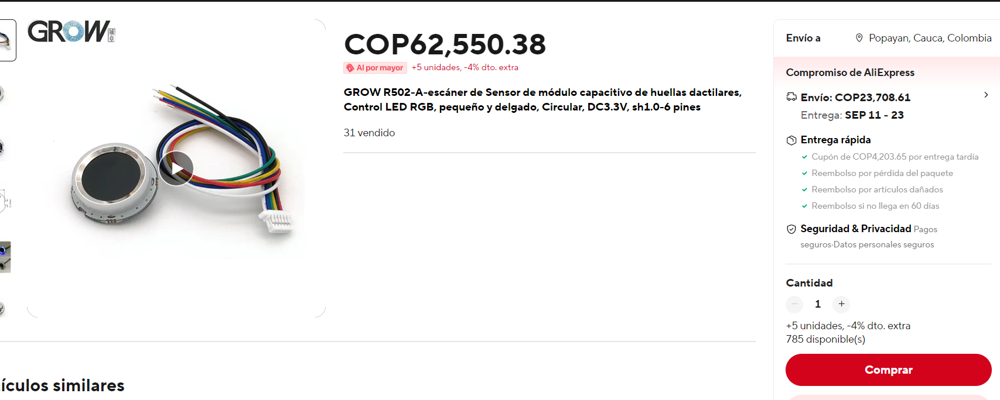 GROW
COP62,550.38
Al por mayor
+5 unidades, -4% dto. extra
GROW R502-A-escáner de Sensor de módulo capacitivo de huellas dactilares,
Control LED RGB, pequeño y delgado, Circular, DC3.3V, sh1.0-6 pines
31 vendido
ículos similares
Envío a
Popayan, Cauca, Colombia
Compromiso de AliExpress
Envío: COP23,708.61
Entrega: SEP 11 - 23
Entrega rápida
Cupón de COP4,203.65 por entrega tardía
Reembolso por pérdida del paquete
Reembolso por artículos dañados
Reembolso si no llega en 60 días
Seguridad & Privacidad Pagos
seguros·Datos personales seguros
Cantidad
1
+5 unidades, -4% dto. extra
785 disponible(s)
Comprar